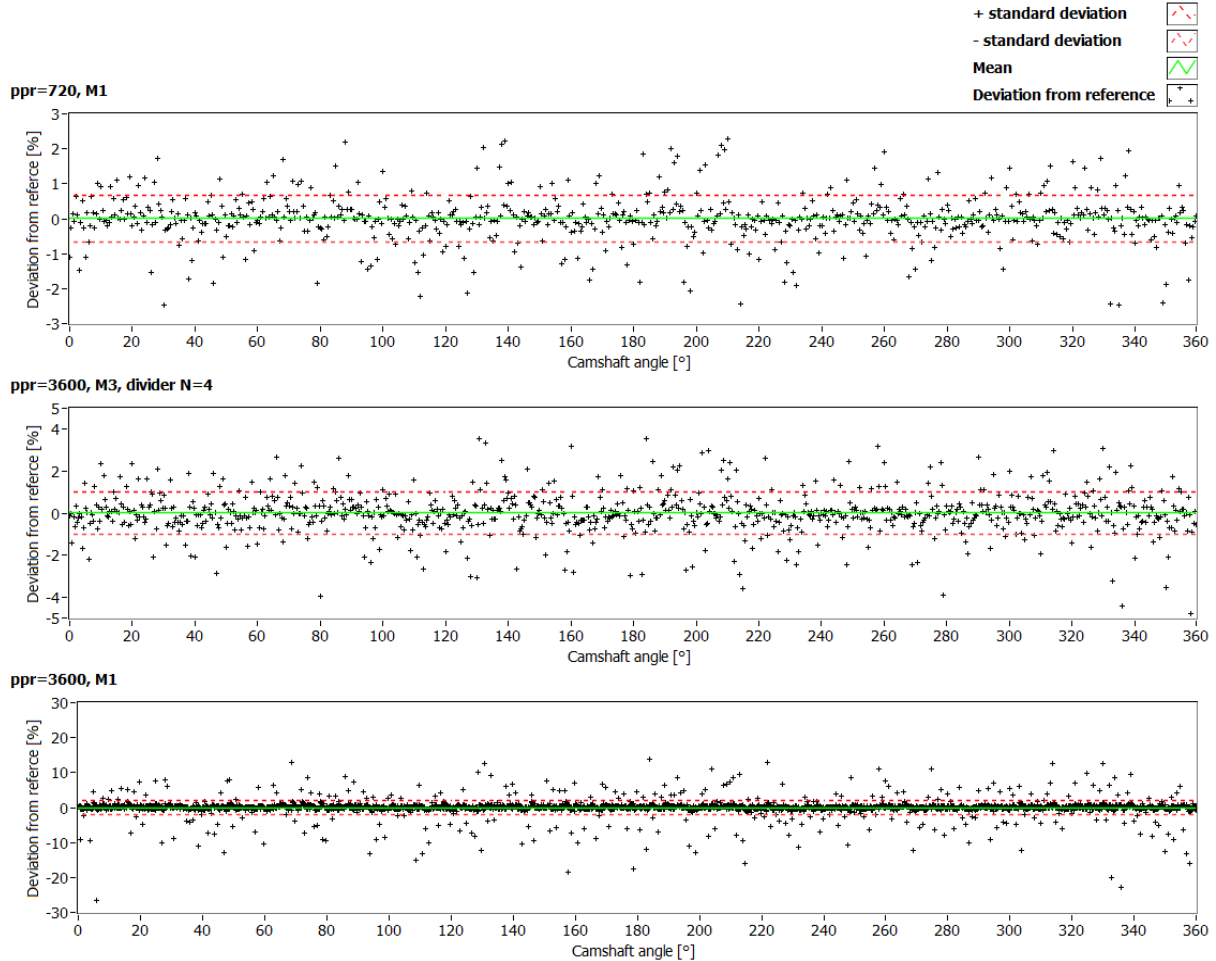 + standard deviation
- standard deviation
Mean
Deviation from reference
ppr=720, M1
Deviation from referce [%]
3
2
1
0
-1
-2
-3
0 20 40 60 80 100 120 140 160 180 200 220 240 260 280 300 320 340 360
Camshaft angle [°]
ppr=3600, M3, divider N=4
Deviation from referce [%]
5
4
2
0
-2
-4
-5
0 20 40 60 80 100 120 140 160 180 200 220 240 260 280 300 320 340 360
Camshaft angle [°]
ppr=3600, M1
Deviation from referce [%]
30
20
10
0
-10
-20
-30
0 20 40 60 80 100 120 140 160 180 200 220 240 260 280 300 320 340 360
Camshaft angle [°]